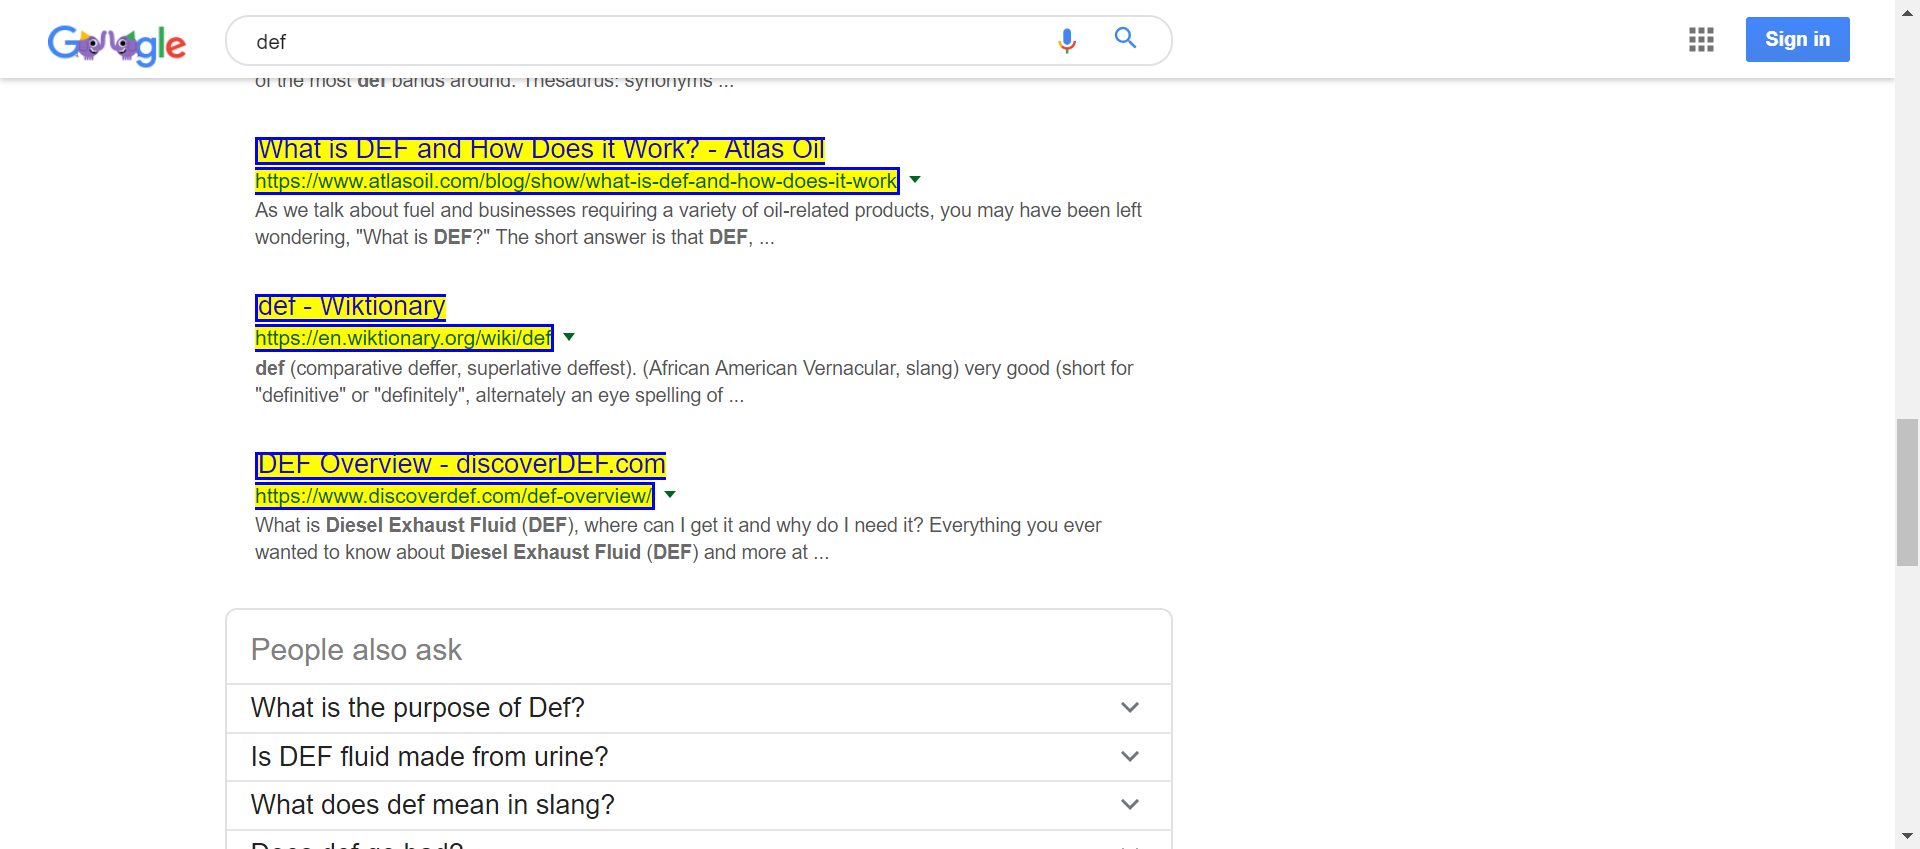 Google
def
Sign in
of the most def bands around. Thesaurus: synonyms ...
What is DEF and How Does it Work? - Atlas Oil
https://www.atlasoil.com/blog/show/what-is-def-and-how-does-it-work
As we talk about fuel and businesses requiring a variety of oil-related products, you may have been left
wondering, "What is DEF?" The short answer is that DEF, ...
def - Wiktionary
https://en.wiktionary.org/wiki/def
def (comparative deffer, superlative deffest). (African American Vernacular, slang) very good (short for
"definitive" or "definitely", alternately an eye spelling of ...
DEF Overview - discoverDEF.com
https://www.discoverdef.com/def-overview/
What is Diesel Exhaust Fluid (DEF), where can I get it and why do I need it? Everything you ever
wanted to know about Diesel Exhaust Fluid (DEF) and more at ...
People also ask
What is the purpose of Def?
Is DEF fluid made from urine?
What does def mean in slang?
Does def go bad?